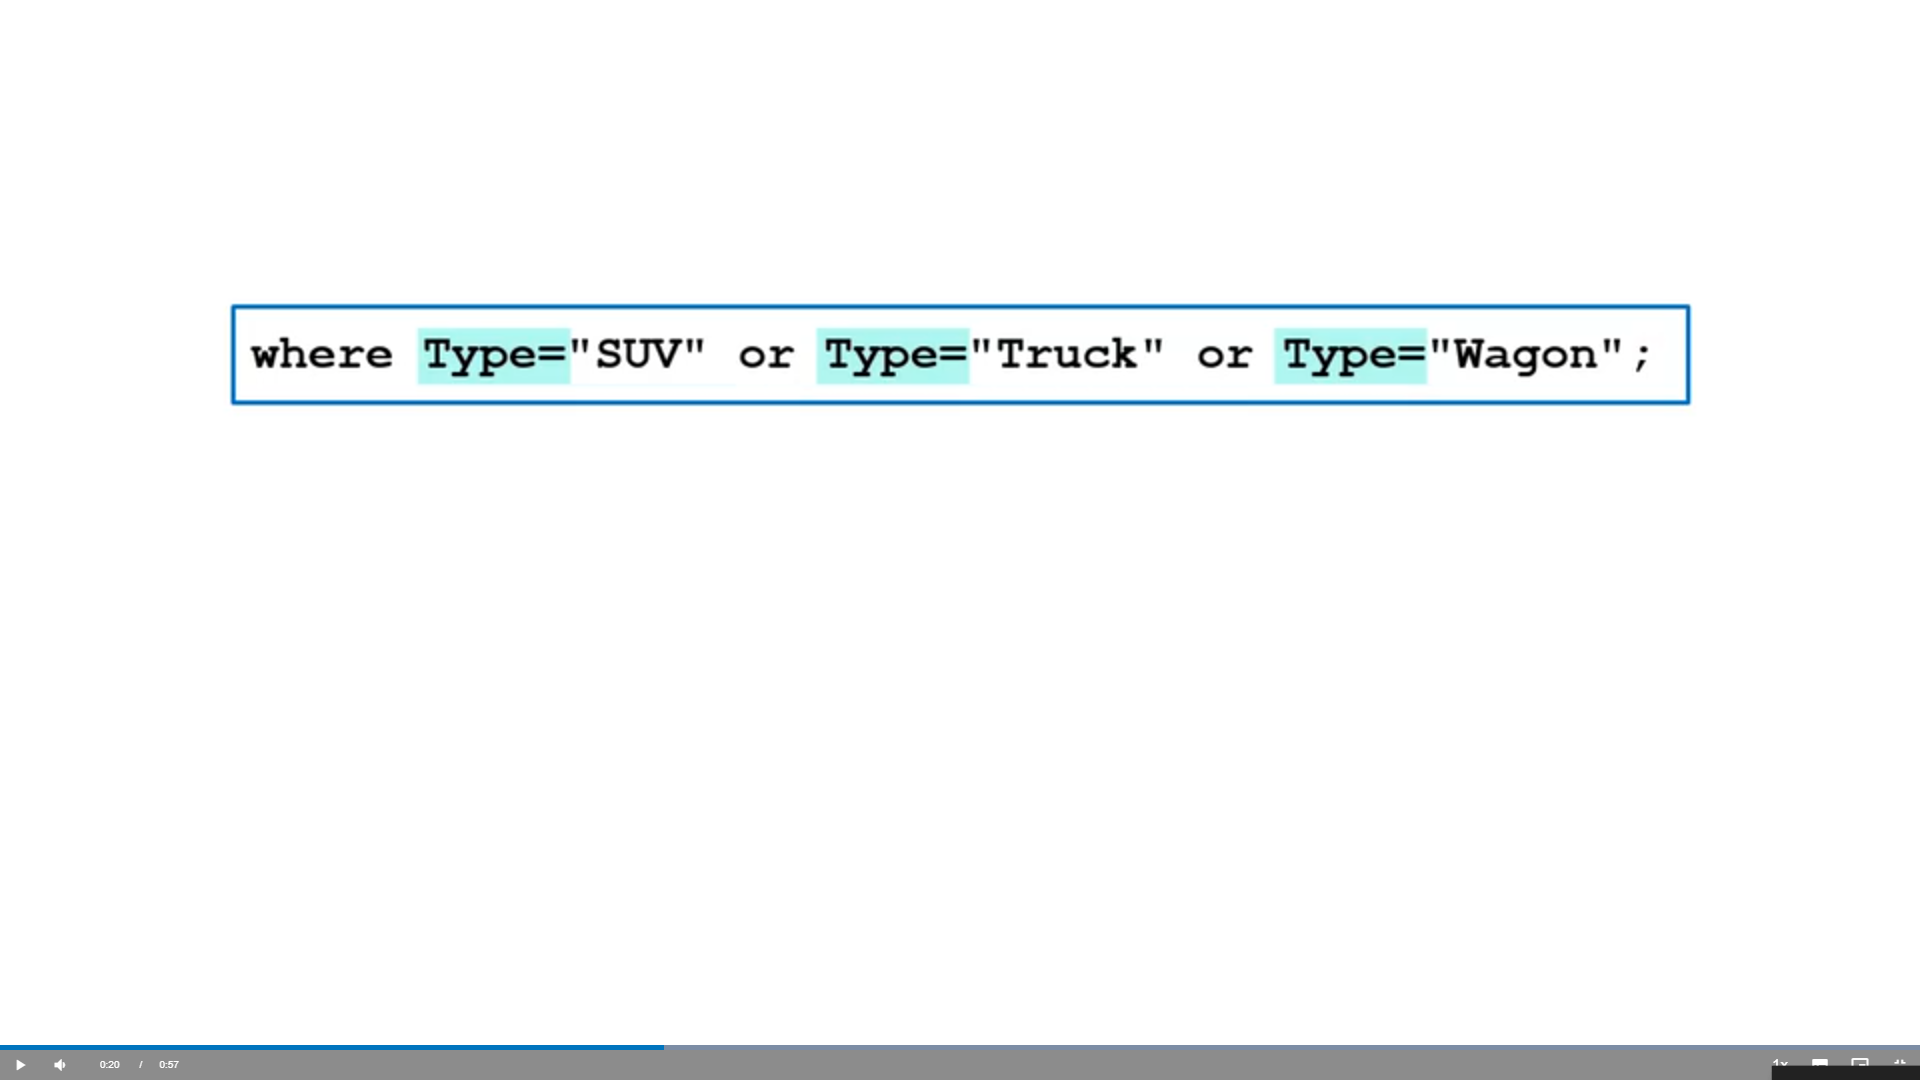 where Type="SUV" or Type="Truck" or Type="Wagon";
0:20 / 0:57